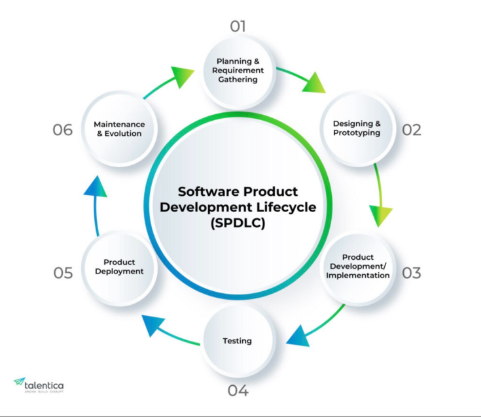 01
Planning &
Requirement
Gathering
Designing &
Prototyping
02
Product
Development/
Implementation
03
Testing
04
Product
Deployment
05
Maintenance
& Evolution
06
Software Product
Development Lifecycle
(SPDLC)
talentica